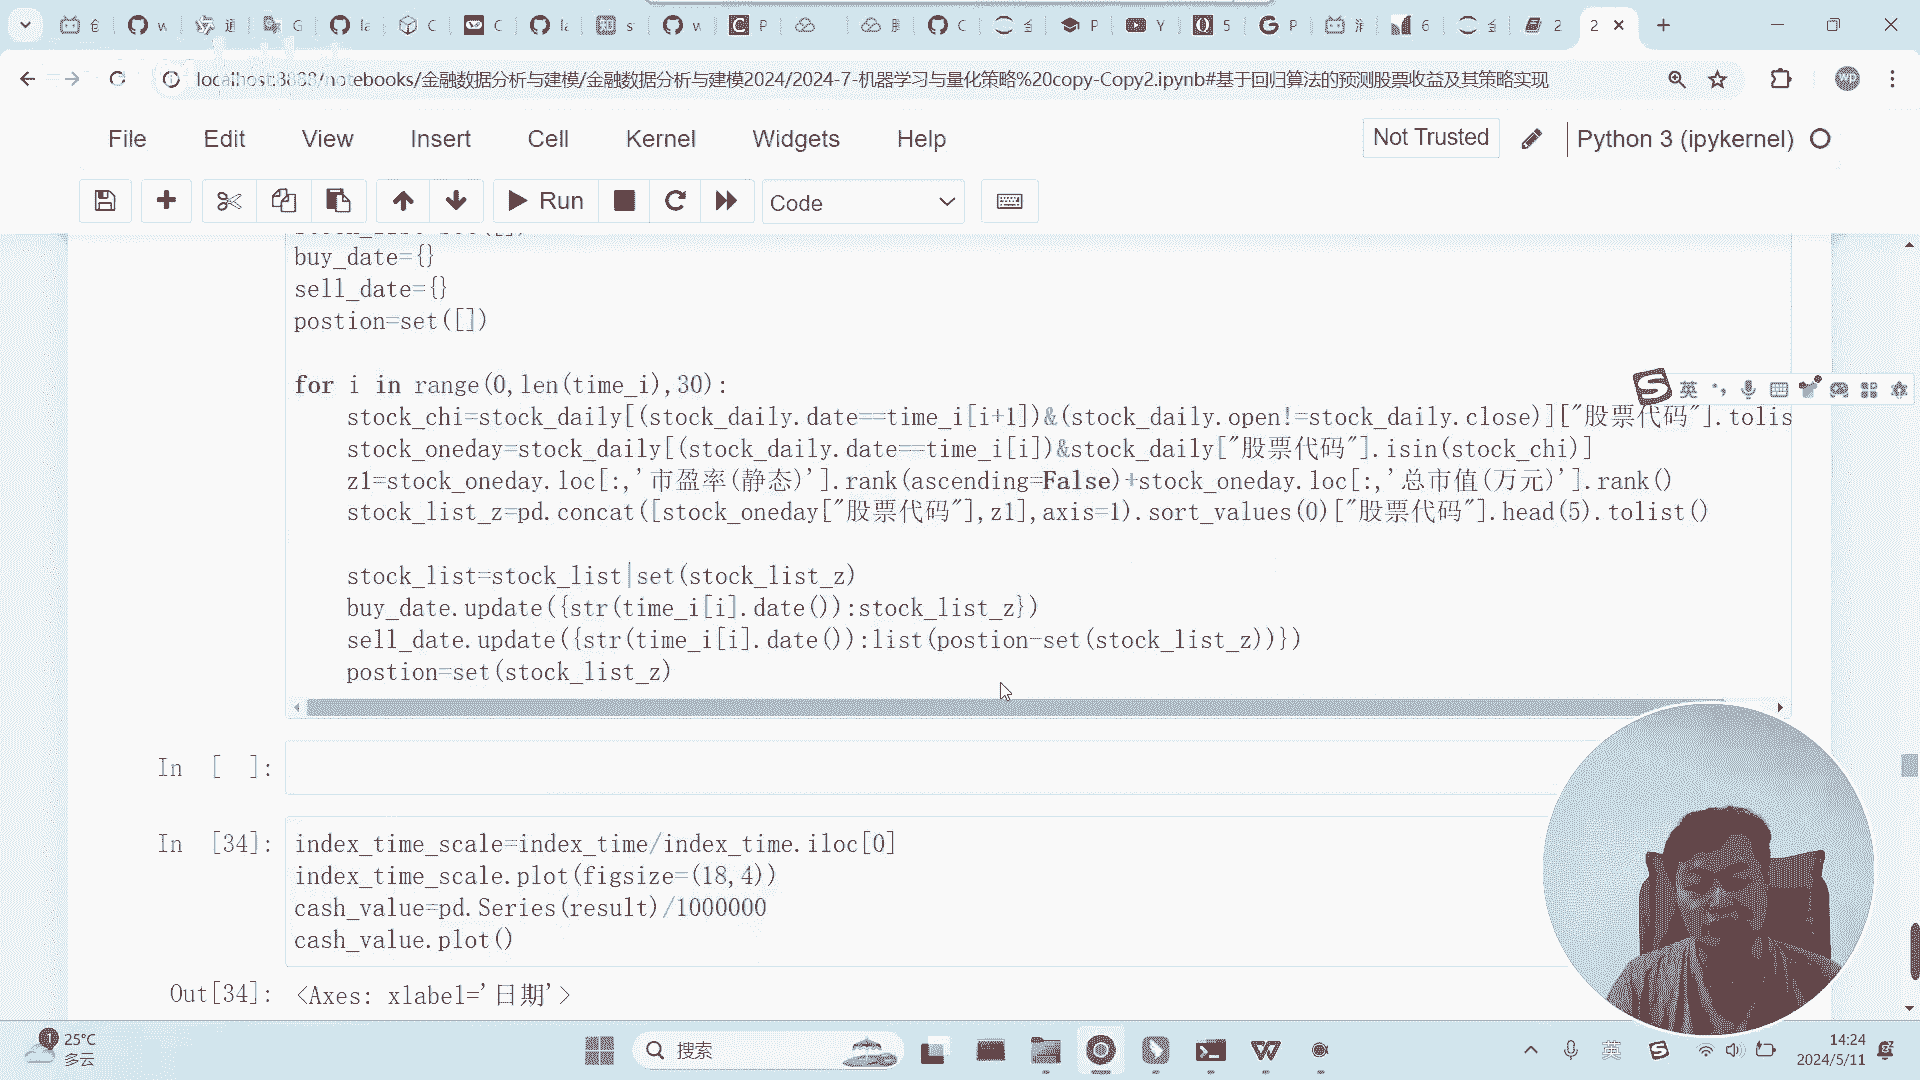 localhost:8888/notebooks/金融数据分析与建模/金融数据分析与建模2024/2024-7-机器学习与量化策略%20copy-Copy2.ipynb#基于回归算法的预测股票收益及其策略实现
File Edit View Insert Cell Kernel Widgets Help
Not Trusted
Python 3 (ipykernel)
Run
Code
buy_date={}
sell_date={}
postion=set([])
for i in range(0,len(time_i),30):
stock_chi=stock_daily[(stock_daily.date==time_i[i+1])&(stock_daily.open!=stock_daily.close)]["股票代码"].tolis
stock_oneday=stock_daily[(stock_daily.date==time_i[i])&stock_daily["股票代码"].isin(stock_chi)]
z1=stock_oneday.loc[:,'市盈率(静态)'].rank(ascending=False)+stock_oneday.loc[:,'总市值(万元)'].rank()
stock_list_z=pd.concat([stock_oneday["股票代码"],z1],axis=1).sort_values(0)["股票代码"].head(5).tolist()
stock_list=stock_list|set(stock_list_z)
buy_date.update({str(time_i[i].date()):stock_list_z})
sell_date.update({str(time_i[i].date()):list(postion-set(stock_list_z))})
postion=set(stock_list_z)
In [ ]:
In [34]:
index_time_scale=index_time/index_time.iloc[0]
index_time_scale.plot(figsize=(18,4))
cash_value=pd.Series(result)/1000000
cash_value.plot()
Out[34]: <Axes: xlabel='日期'>
英
25°C
多云
搜索
英
14:24
2024/5/11